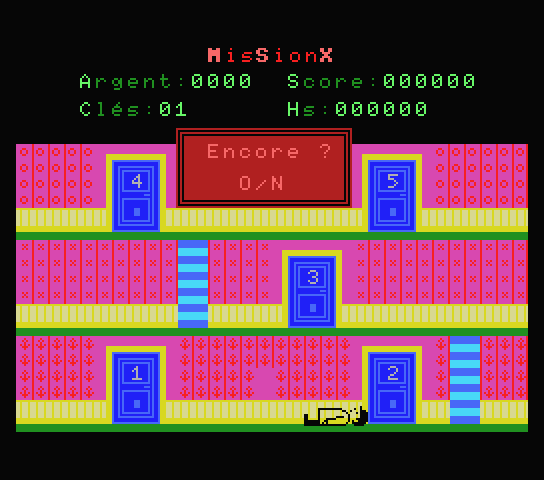 MisSionX
Argent:0000 Score:000000
Clés:01 Hs:000000
Encore ?
O/N
4 5
3
1 2